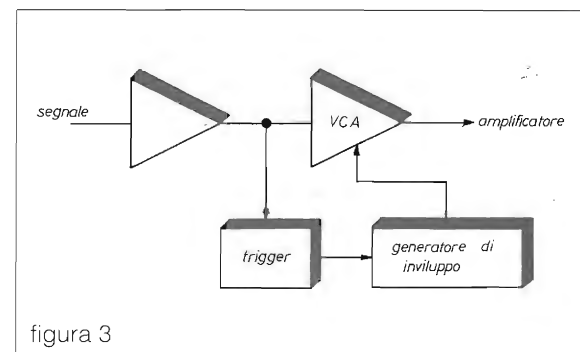 segnale
VCA
amplificatore
trigger
generatore di
inviluppo
figura 3